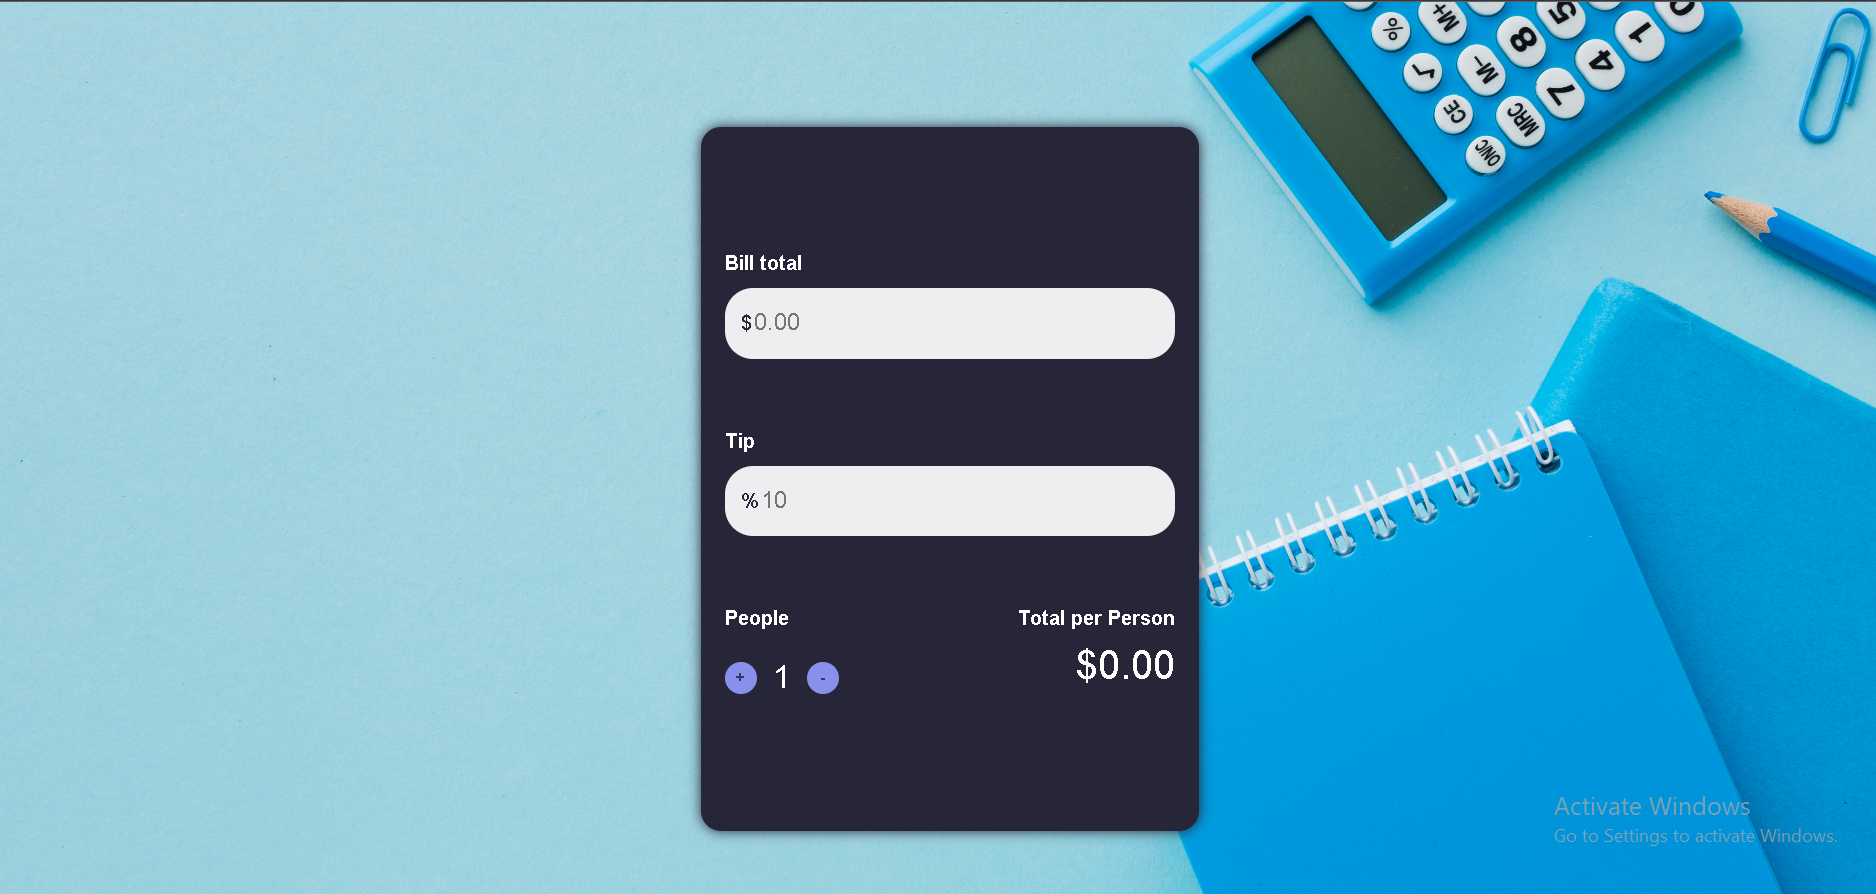 0
5
1
M+
8
4
%
M-
7
√
MRC
CE
ON/C
Bill total
$0.00
Tip
%10
People
Total per Person
+ 1 -
$0.00
Activate Windows
Go to Settings to activate Windows.